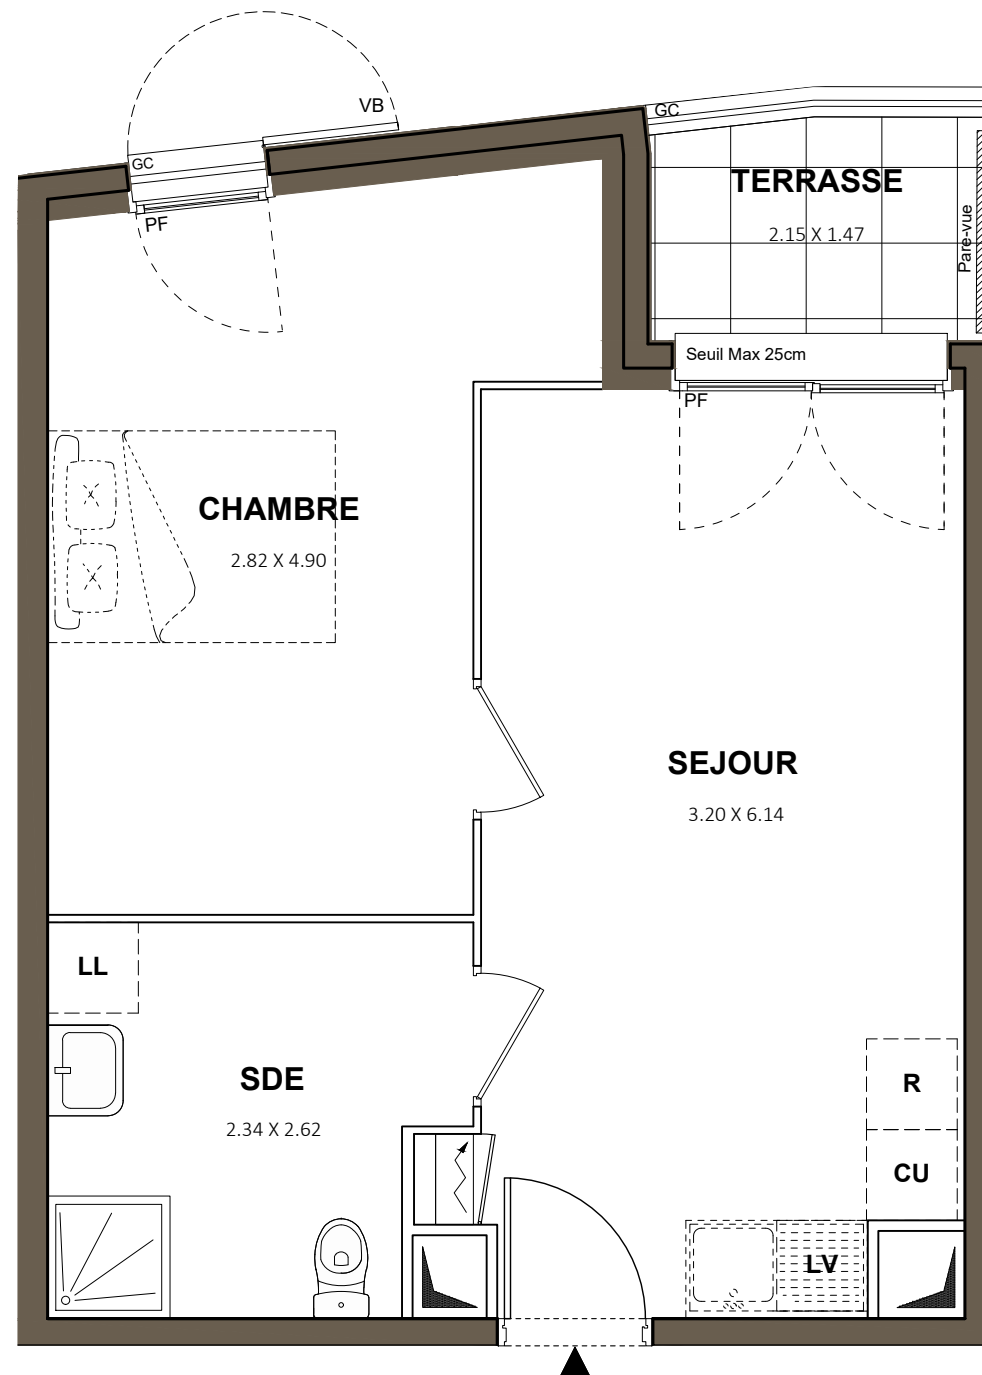 VB
GC
GC
PF
TERRASSE
2.15 X 1.47
Pare-vue
Seuil Max 25cm
PF
CHAMBRE
2.82 X 4.90
SEJOUR
3.20 X 6.14
LL
SDE
2.34 X 2.62
R
CU
LV